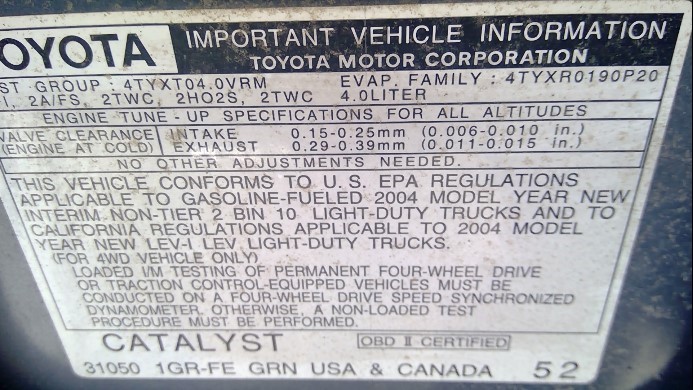 OYOTA
IMPORTANT VEHICLE INFORMATION
TOYOTA MOTOR CORPORATION
ST GROUP : 4TYXT04.0VRM EVAP. FAMILY : 4TYXR0190P20
I, 2A/FS, 2TWC, 2HO2S, 2TWC 4.0LITER
ENGINE TUNE-UP SPECIFICATIONS FOR ALL ALTITUDES
VALVE CLEARANCE INTAKE 0.15-0.25mm (0.006-0.010 in.)
(ENGINE AT COLD) EXHAUST 0.29-0.39mm (0.011-0.015 in.)
NO OTHER ADJUSTMENTS NEEDED.
THIS VEHICLE CONFORMS TO U.S. EPA REGULATIONS
APPLICABLE TO GASOLINE-FUELED 2004 MODEL YEAR NEW
INTERIM NON-TIER 2 BIN 10 LIGHT-DUTY TRUCKS AND TO
CALIFORNIA REGULATIONS APPLICABLE TO 2004 MODEL
YEAR NEW LEV-I LEV LIGHT-DUTY TRUCKS.
(FOR 4WD VEHICLE ONLY)
LOADED I/M TESTING OF PERMANENT FOUR-WHEEL DRIVE
OR TRACTION CONTROL-EQUIPPED VEHICLES MUST BE
CONDUCTED ON A FOUR-WHEEL DRIVE SPEED SYNCHRONIZED
DYNAMOMETER. OTHERWISE, A NON-LOADED TEST
PROCEDURE MUST BE PERFORMED.
CATALYST OBD II CERTIFIED
31050 1GR-FE GRN USA & CANADA 52